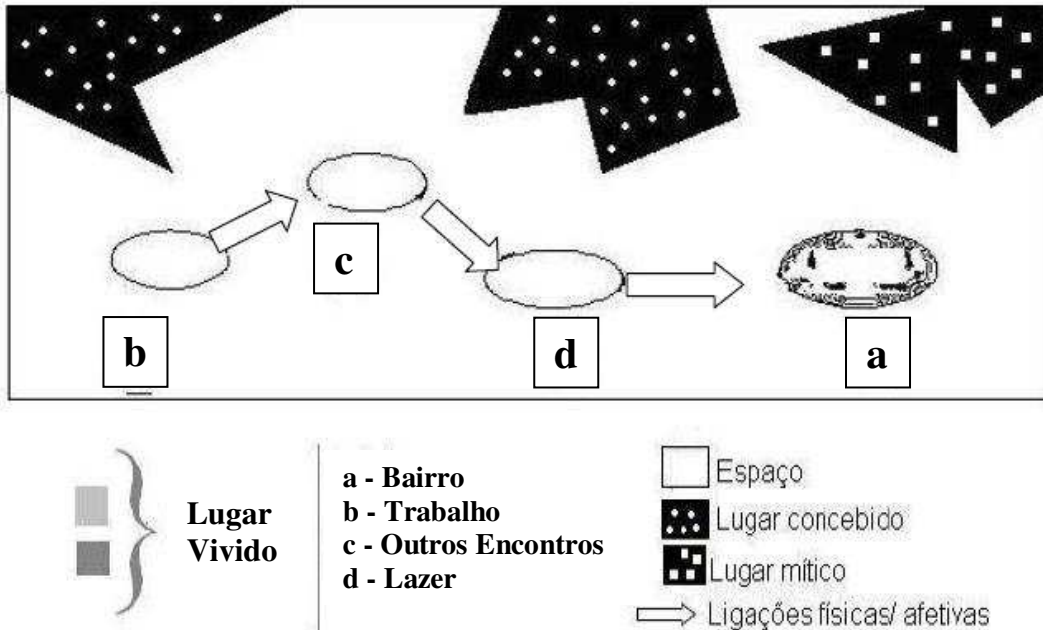 c
b
d
a
Lugar
Vivido
a - Bairro
b - Trabalho
c - Outros Encontros
d - Lazer
Espaço
Lugar concebido
Lugar mítico
Ligações físicas/ afetivas